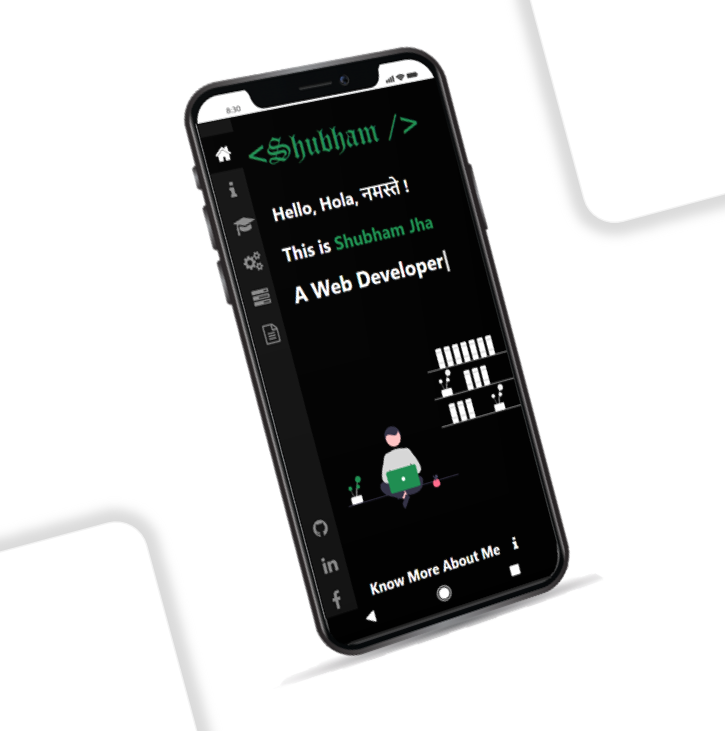 8:30
<Shubham />
Hello, Hola, नमस्ते !
This is Shubham Jha
A Web Developer|
Know More About Me